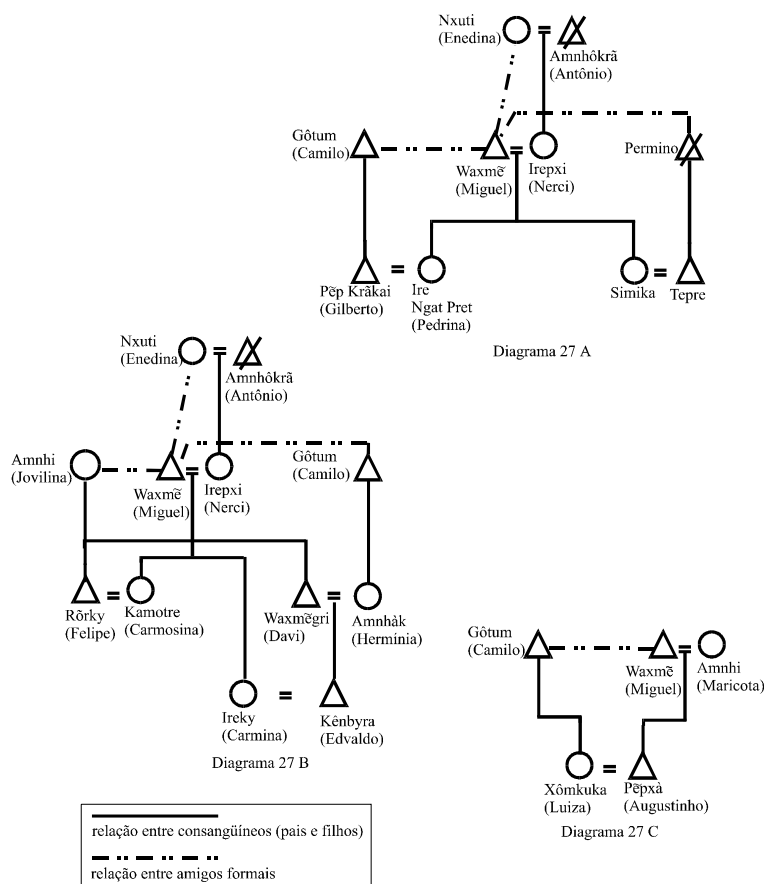 Nxuti
(Enedina)
Amnhôkrã
(Antônio)
Gôtum
(Camilo)
Waxmẽ
(Miguel)
Irepxi
(Nerci)
Permino
Pẽp Krãkai
(Gilberto)
Ire
Ngat Pret
(Pedrina)
Simika
Tepre
Diagrama 27 A
Nxuti
(Enedina)
Amnhôkrã
(Antônio)
Amnhi
(Jovilina)
Waxmẽ
(Miguel)
Irepxi
(Nerci)
Gôtum
(Camilo)
Rõrky
(Felipe)
Kamotre
(Carmosina)
Waxmẽgri
(Davi)
Amnhàk
(Hermínia)
Ireky
(Carmina)
Kênbyra
(Edvaldo)
Diagrama 27 B
Gôtum
(Camilo)
Waxmẽ
(Miguel)
Amnhi
(Maricota)
Xômkuka
(Luiza)
Pẽpxà
(Augustinho)
Diagrama 27 C
relação entre consangüíneos (pais e filhos)
relação entre amigos formais